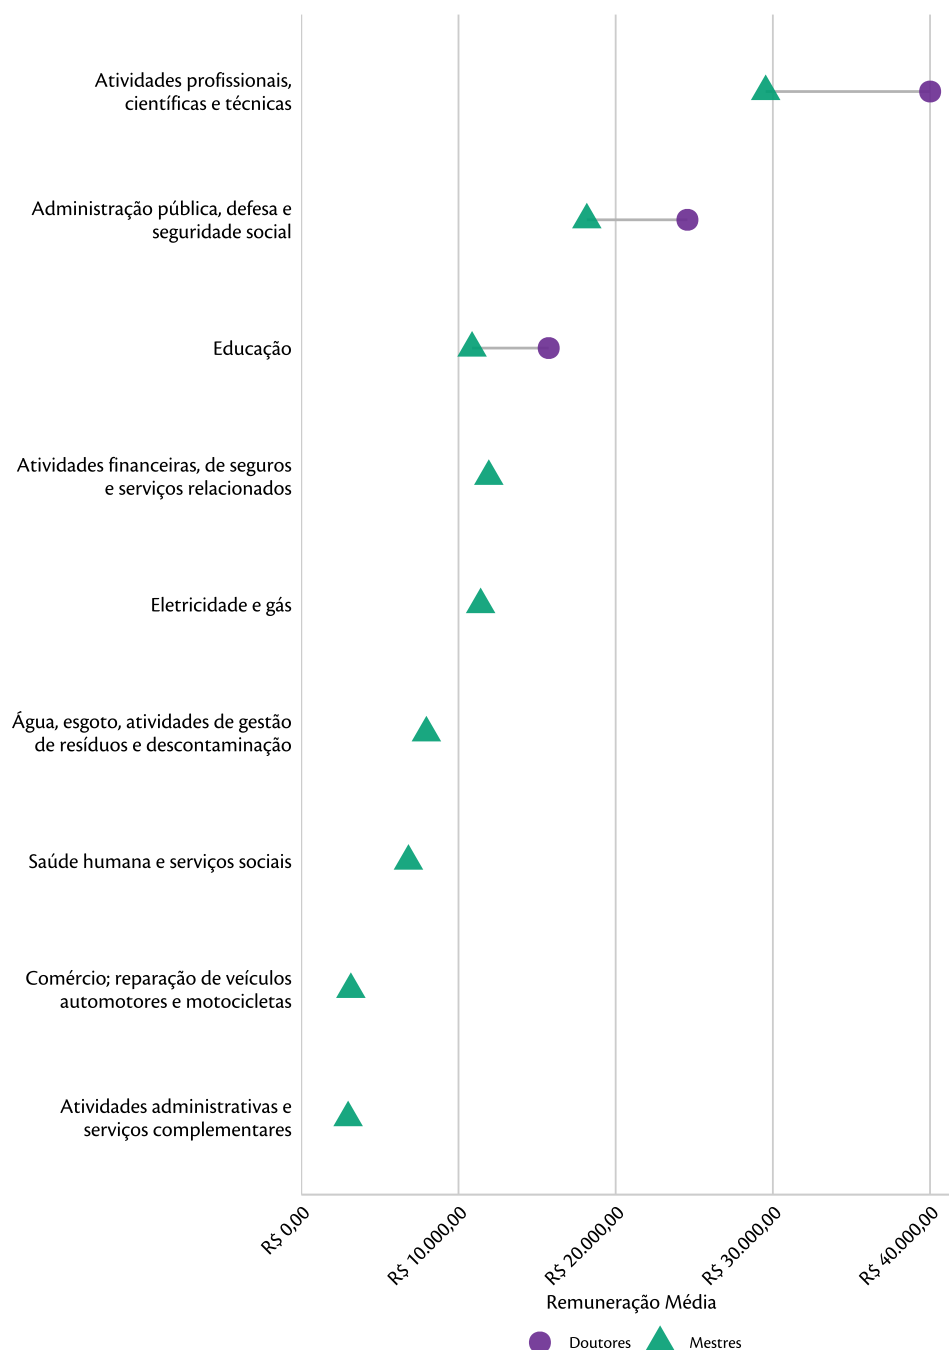 Atividades profissionais,
científicas e técnicas
Administração pública, defesa e
seguridade social
Educação
Atividades financeiras, de seguros
e serviços relacionados
Eletricidade e gás
Água, esgoto, atividades de gestão
de resíduos e descontaminação
Saúde humana e serviços sociais
Comércio; reparação de veículos
automotores e motocicletas
Atividades administrativas e
serviços complementares
R$ 0,00
R$ 10.000,00
R$ 20.000,00
R$ 30.000,00
R$ 40.000,00
Remuneração Média
Doutores
Mestres